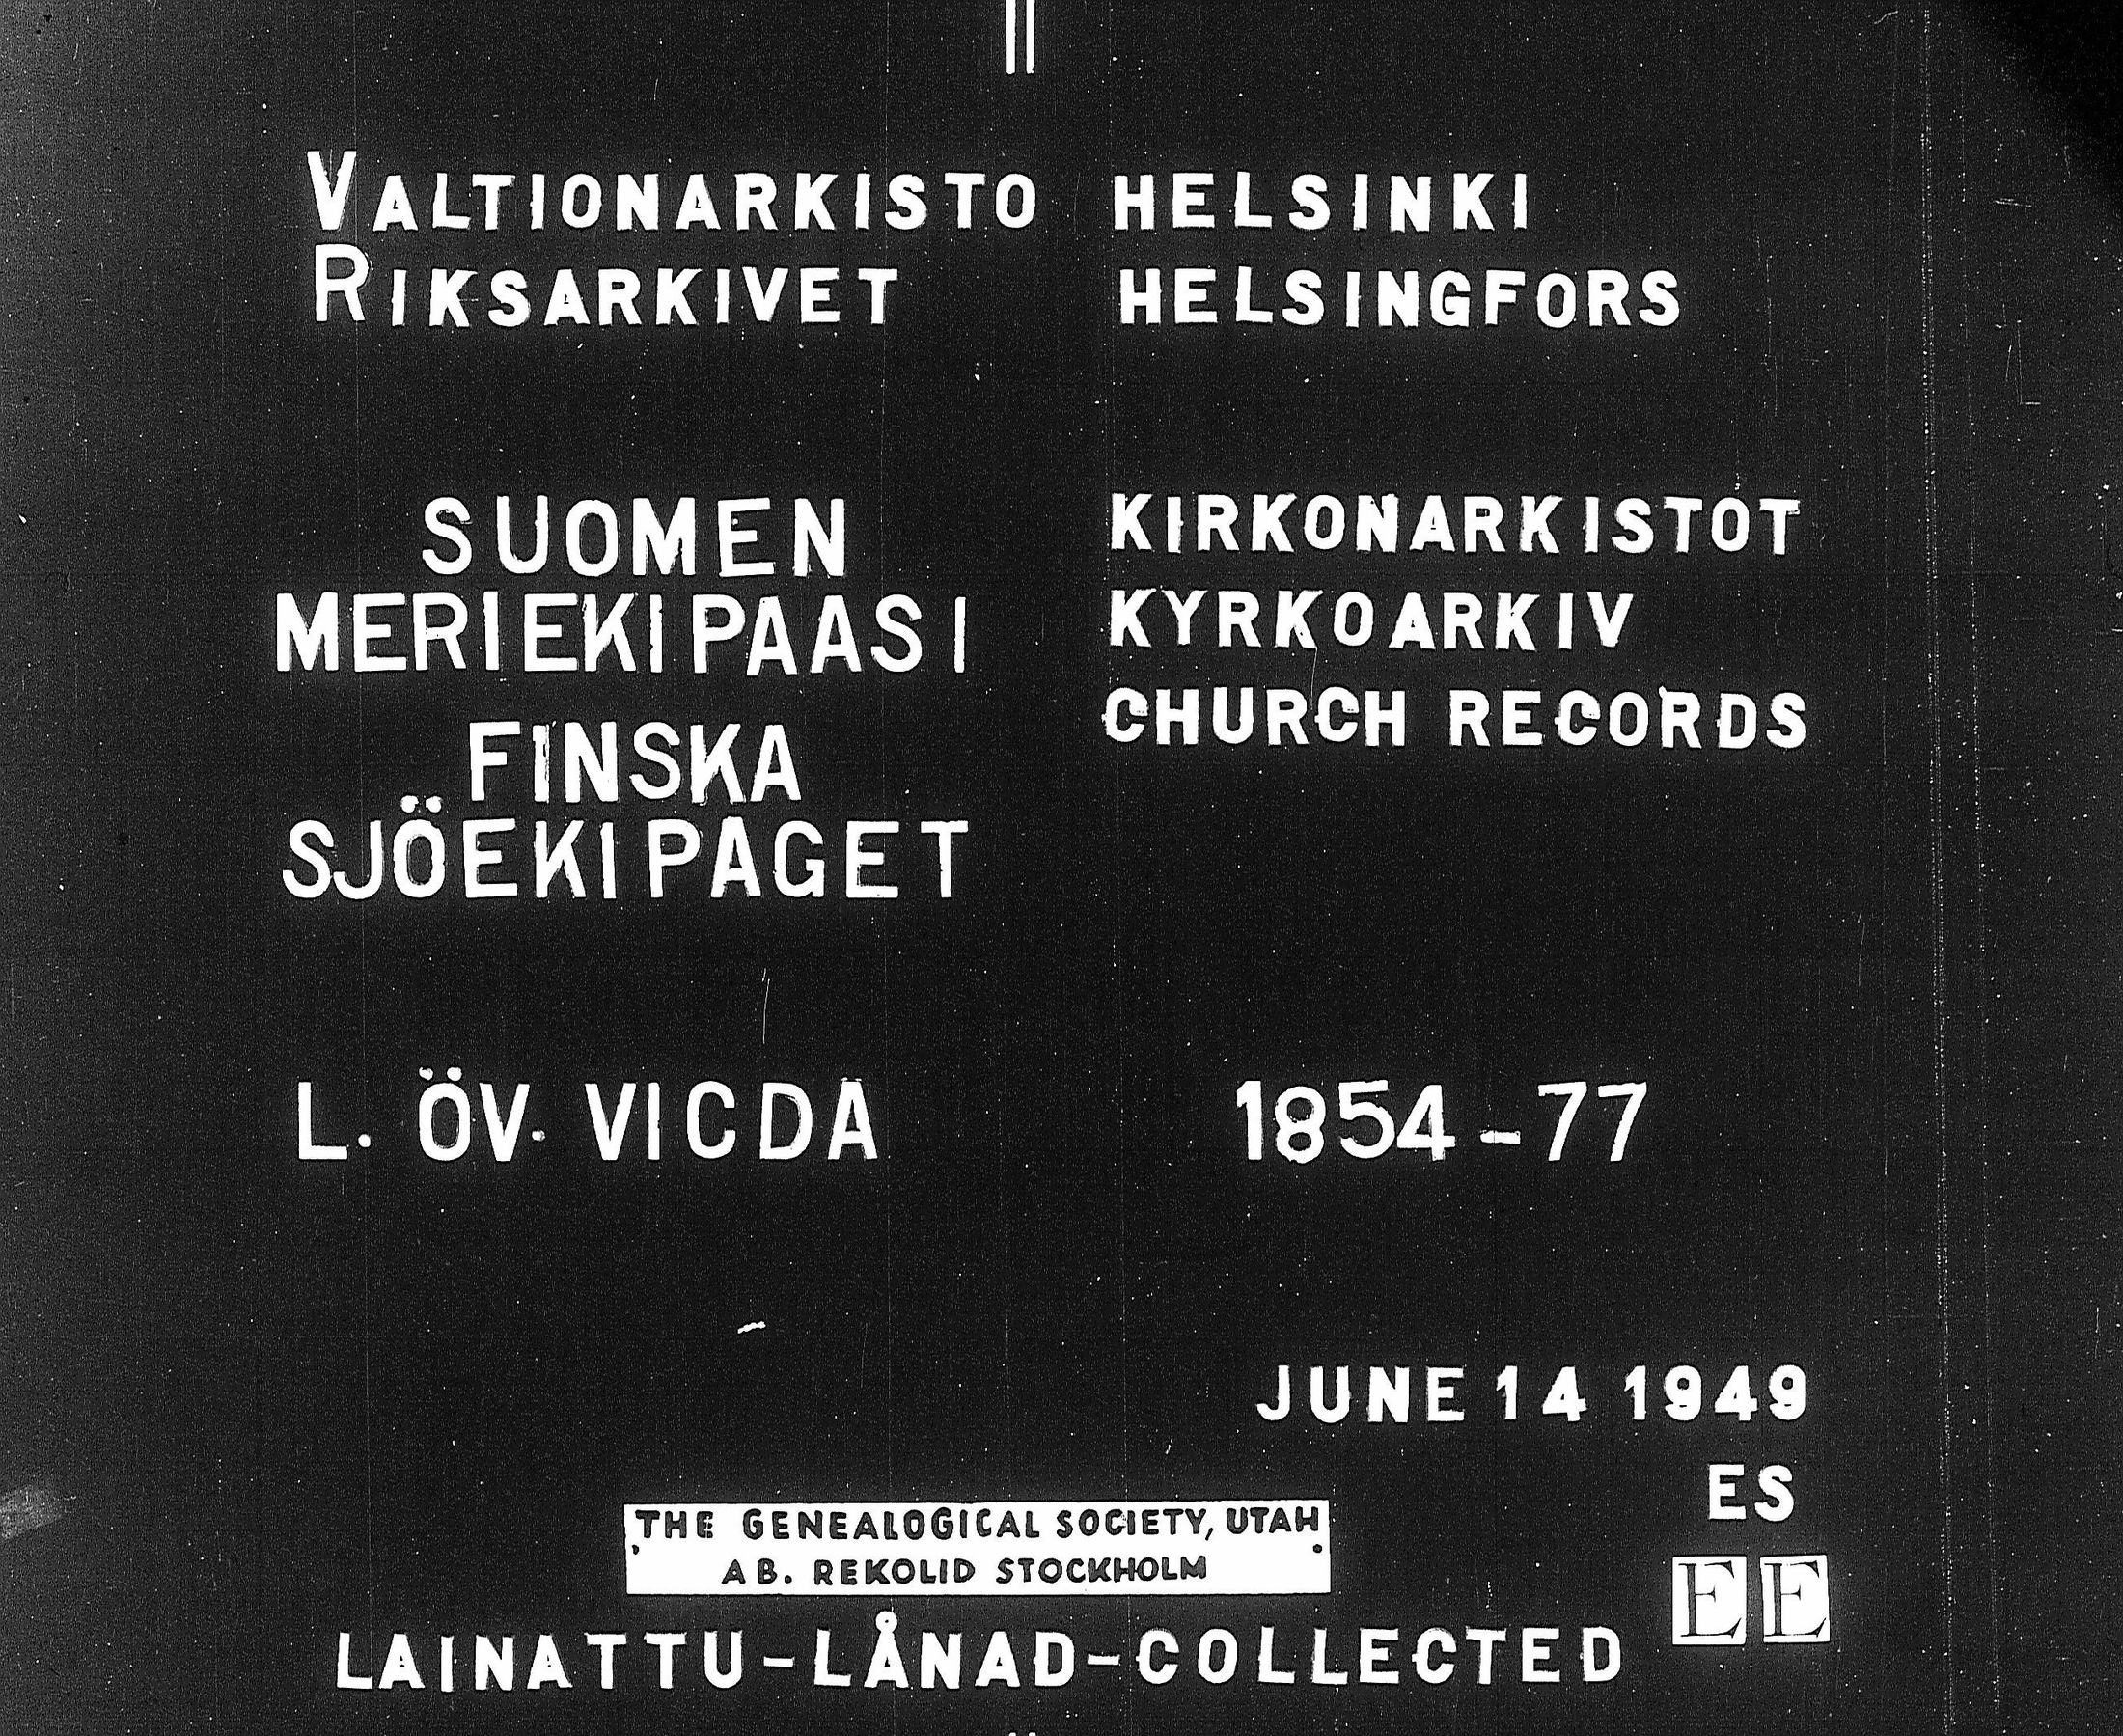 VALTIONARKISTO HELSINKI
RIKSARKIVET HELSINGFORS
SUOMEN
MERIEKIPAASI
FINSKA
SJÖEKIPAGET
KIRKONARKISTOT
KYRKOARKIV
CHURCH RECORDS
L. ÖV. VIGDA 1854-77
JUNE 14 1949
ES
THE GENEALOGICAL SOCIETY, UTAH
AB. REKOLID STOCKHOLM
EE
LAINATTU-LÅNAD-COLLECTED